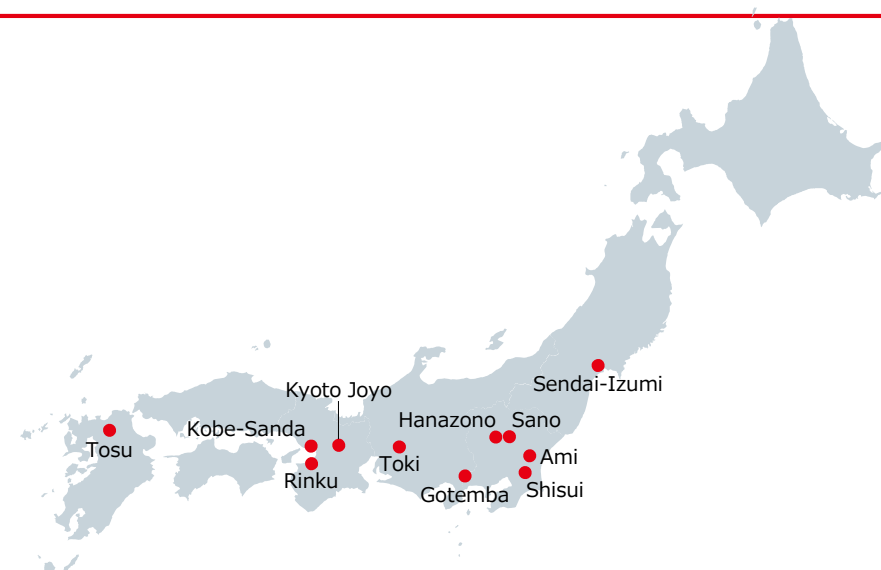 Sendai-Izumi
Kyoto Joyo
Hanazono
Sano
Kobe-Sanda
Tosu
Toki
Ami
Rinku
Gotemba
Shisui